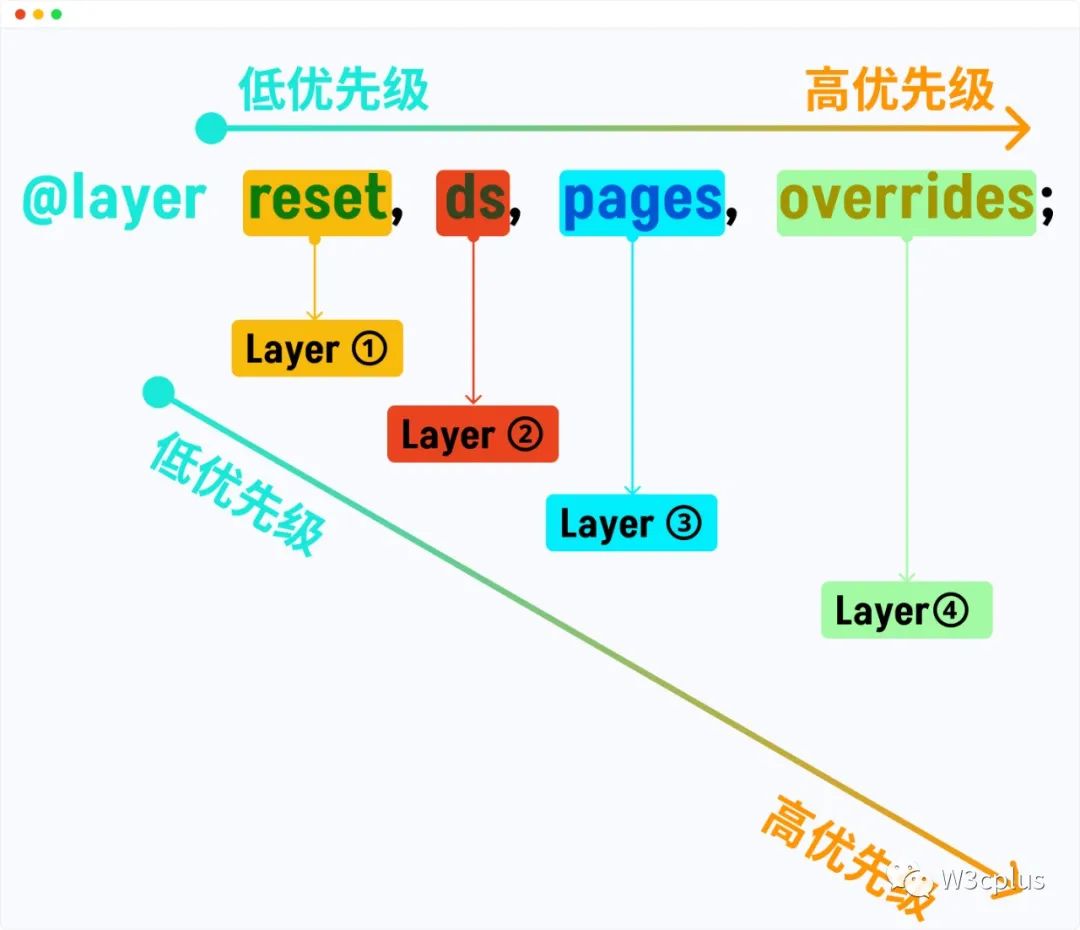 低优先级 高优先级
@layer reset, ds, pages, overrides;
Layer ①
Layer ②
低优先级
Layer ③
Layer④
高优先级
W3cplus